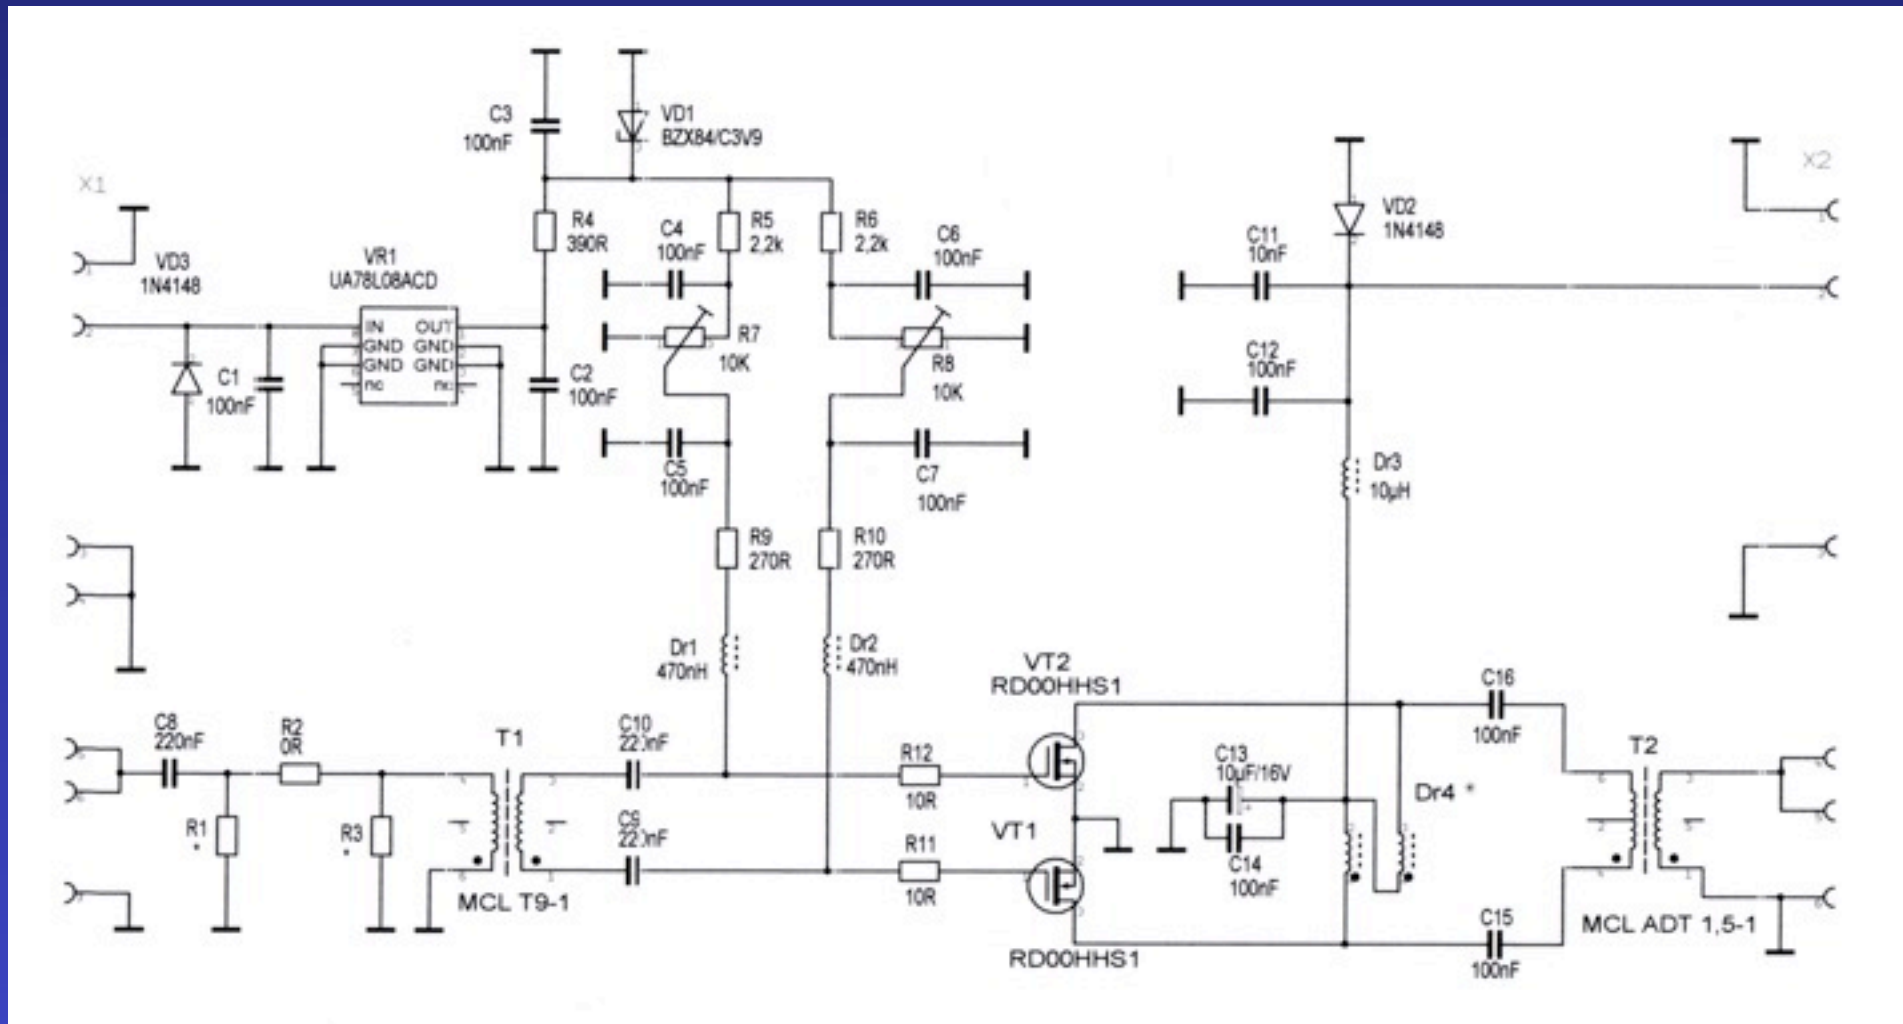 X1
VD3
1N4148
VR1
UA78L08ACD
IN
OUT
GND
GND
GND
GND
nc
nc
C1
100nF
C2
100nF
C3
100nF
VD1
BZX84/C3V9
R4
390R
C4
100nF
R5
2,2k
R6
2,2k
C6
100nF
R7
10K
R8
10K
C5
100nF
C7
100nF
R9
270R
R10
270R
Dr1
470nH
Dr2
470nH
VD2
1N4148
X2
C11
10nF
C12
100nF
Dr3
10µH
C8
220nF
R2
0R
R1
*
R3
*
T1
MCL T9-1
C10
220nF
C9
220nF
R12
10R
R11
10R
VT2
RD00HHS1
VT1
RD00HHS1
C13
10µF/16V
C14
100nF
Dr4 *
C16
100nF
C15
100nF
T2
MCL ADT 1,5-1